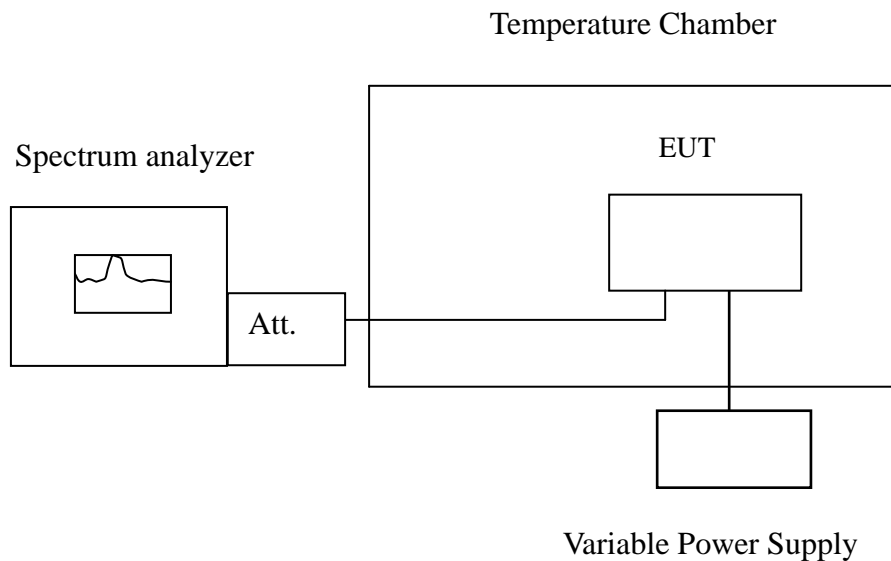 Temperature Chamber
Spectrum analyzer
EUT
Att.
Variable Power Supply